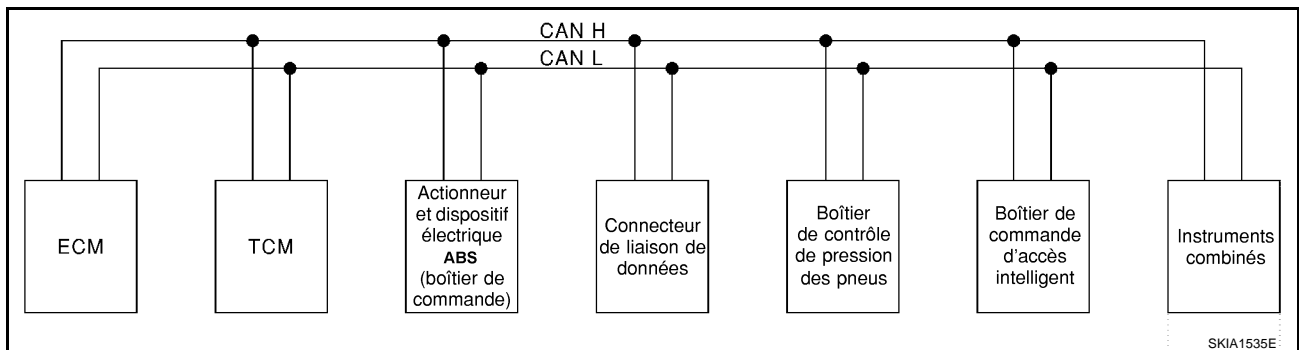 CAN H
CAN L
ECM
TCM
Actionneur
et dispositif
électrique
ABS
(boîtier de
commande)
Connecteur
de liaison de
données
Boîtier
de contrôle
de pression
des pneus
Boîtier de
commande
d'accès
intelligent
Instruments
combinés
SKIA1535E